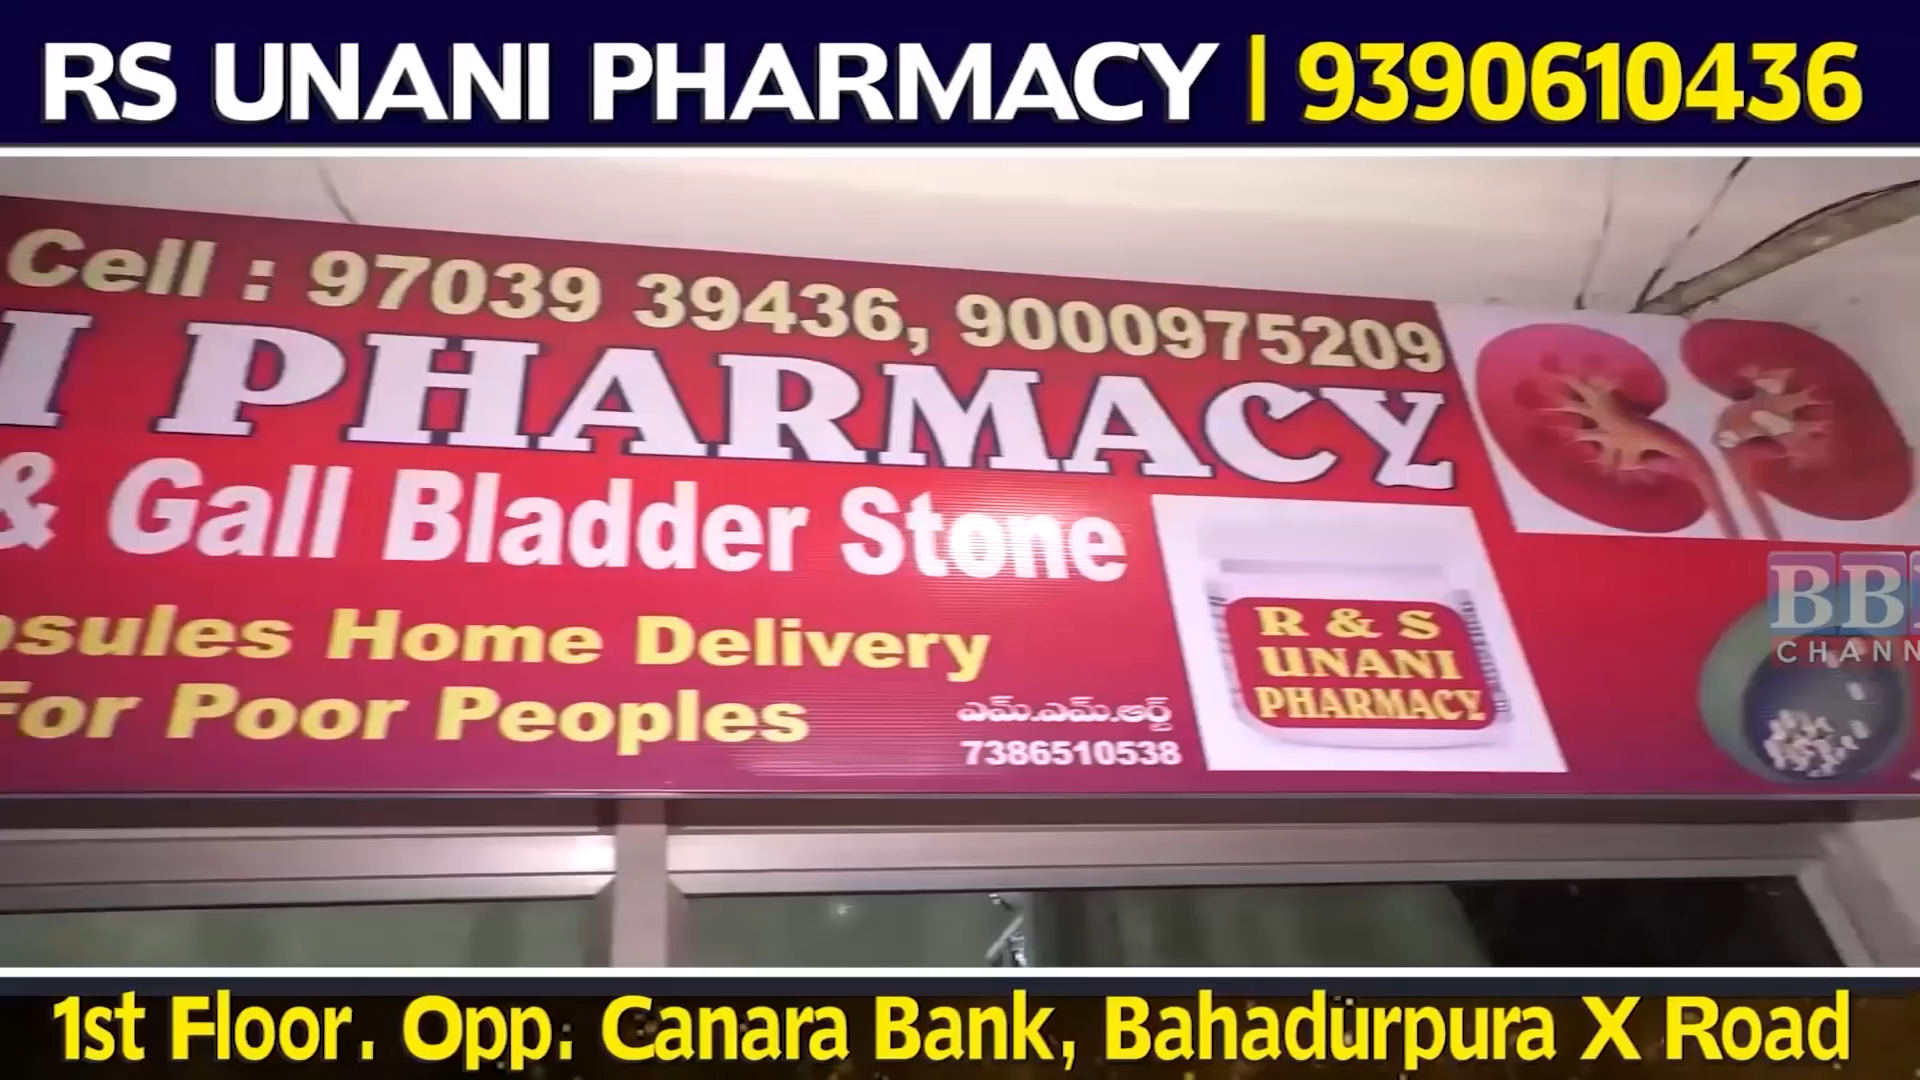 RS UNANI PHARMACY | 9390610436
Cell : 97039 39436, 9000975209
I PHARMACY
& Gall Bladder Stone
psules Home Delivery
For Poor Peoples
ఎమ్.ఎమ్.ఆర్ట్
7386510538
R & S
UNANI
PHARMACY
BB
CHANN
1st Floor. Opp: Canara Bank, Bahadurpura X Road